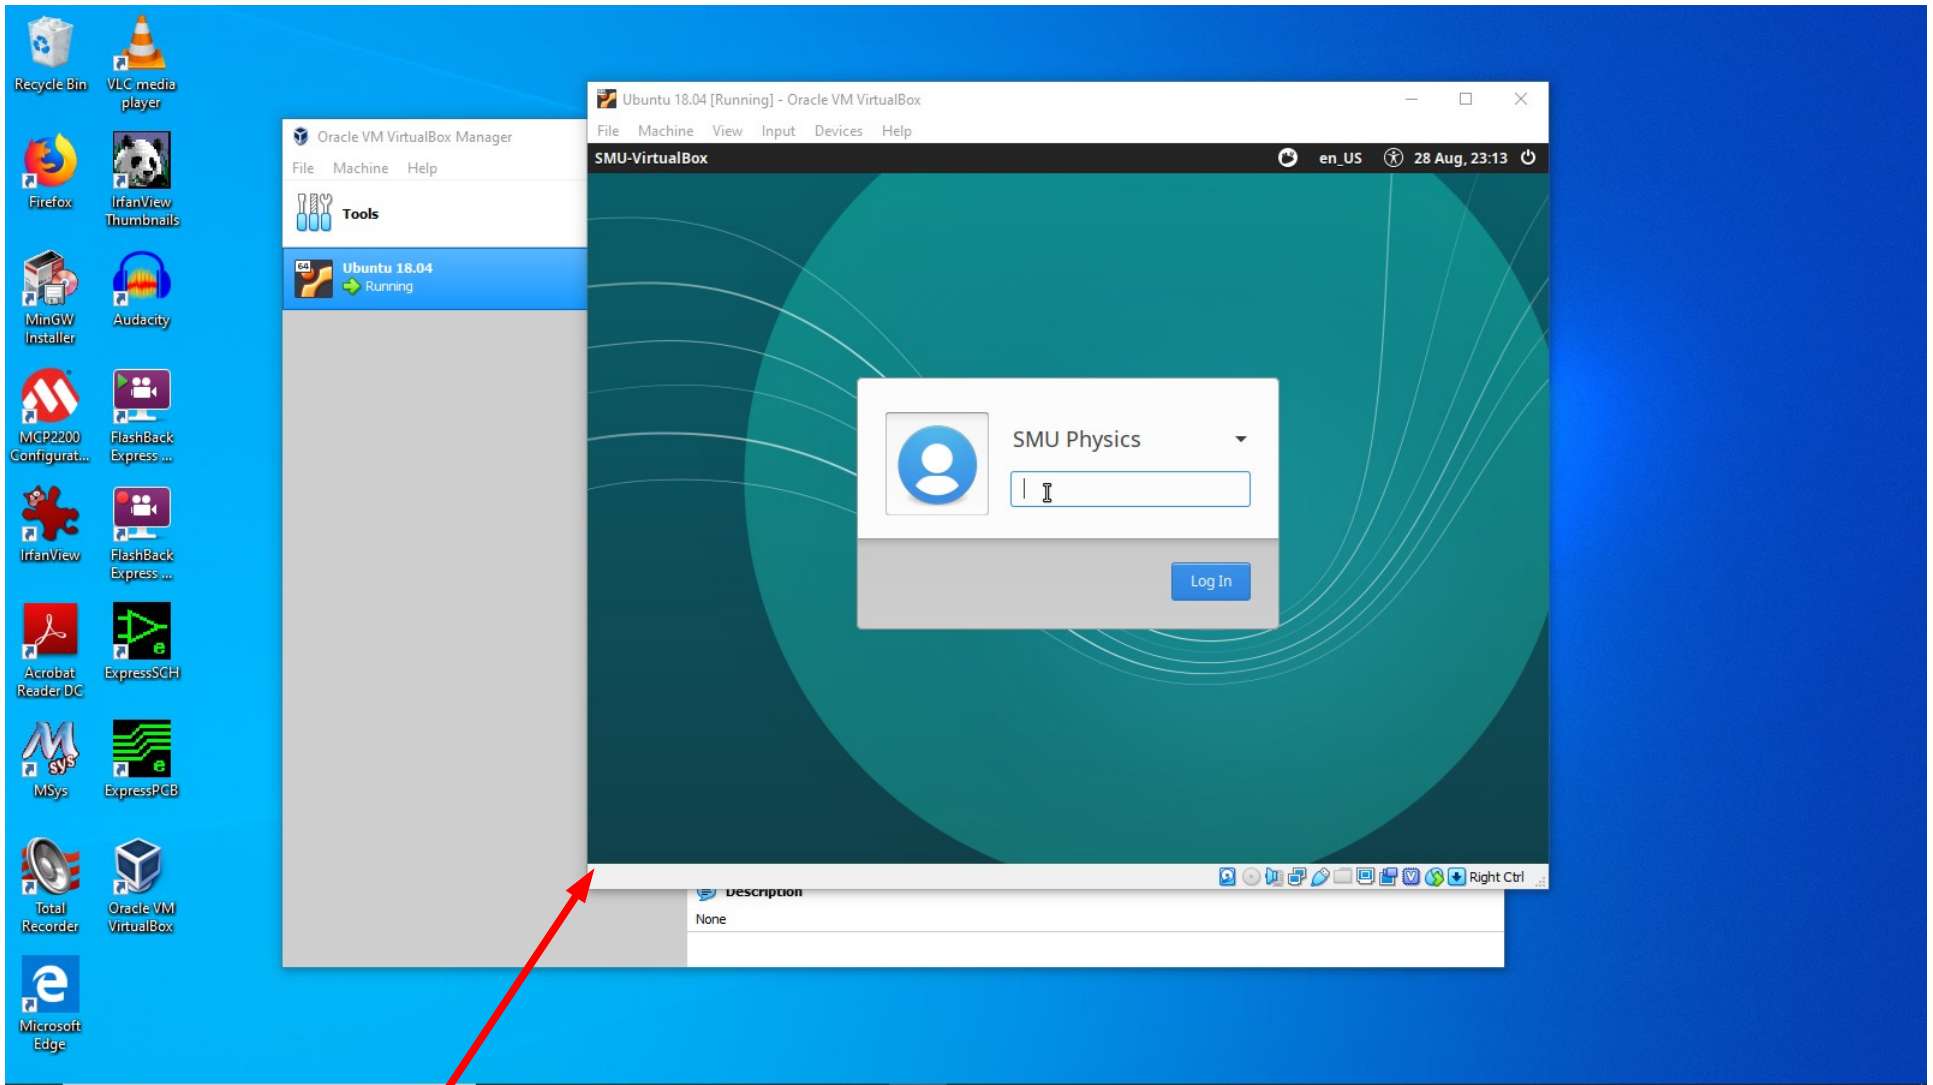 Recycle Bin
VLC media
player
Firefox
IrfanView
Thumbnails
MinGW
Installer
Audacity
MCP2200
Configurat...
FlashBack
Express ...
IrfanView
FlashBack
Express ...
Acrobat
Reader DC
ExpressSCH
MSys
ExpressPCB
Total
Recorder
Oracle VM
VirtualBox
Microsoft
Edge
Oracle VM VirtualBox Manager
File Machine Help
Tools
64
Ubuntu 18.04
Running
Ubuntu 18.04 [Running] - Oracle VM VirtualBox
File Machine View Input Devices Help
SMU-VirtualBox en_US 28 Aug, 23:13
SMU Physics
Log In
Right Ctrl
Description
None